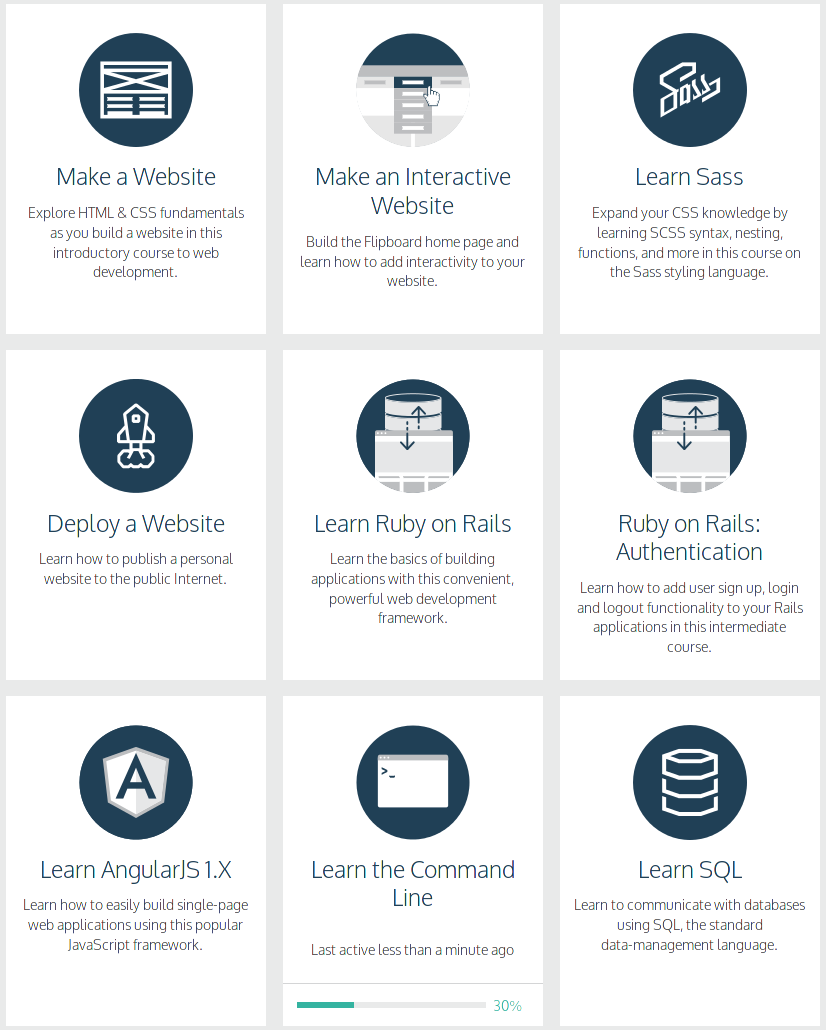 Sass
Make a Website
Explore HTML & CSS fundamentals
as you build a website in this
introductory course to web
development.
Make an Interactive
Website
Build the Flipboard home page and
learn how to add interactivity to your
website.
Learn Sass
Expand your CSS knowledge by
learning SCSS syntax, nesting,
functions, and more in this course on
the Sass styling language.
Deploy a Website
Learn how to publish a personal
website to the public Internet.
Learn Ruby on Rails
Learn the basics of building
applications with this convenient,
powerful web development
framework.
Ruby on Rails:
Authentication
Learn how to add user sign up, login
and logout functionality to your Rails
applications in this intermediate
course.
A
Learn AngularJS 1.X
Learn how to easily build single-page
web applications using this popular
JavaScript framework.
>_
Learn the Command
Line
Last active less than a minute ago
30%
Learn SQL
Learn to communicate with databases
using SQL, the standard
data-management language.